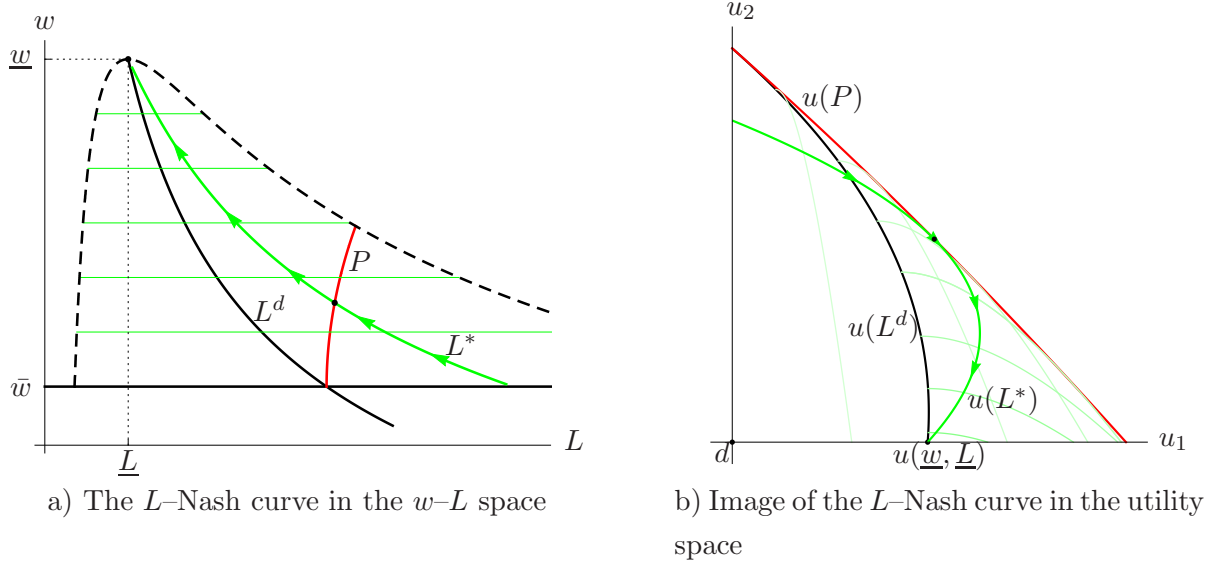 w
w̲
P
L^d
L*
w̄
L̲
L
a) The L–Nash curve in the w–L space
u₂
u(P)
u(L^d)
u(L*)
d
u(w̲, L̲)
u₁
b) Image of the L–Nash curve in the utility
space